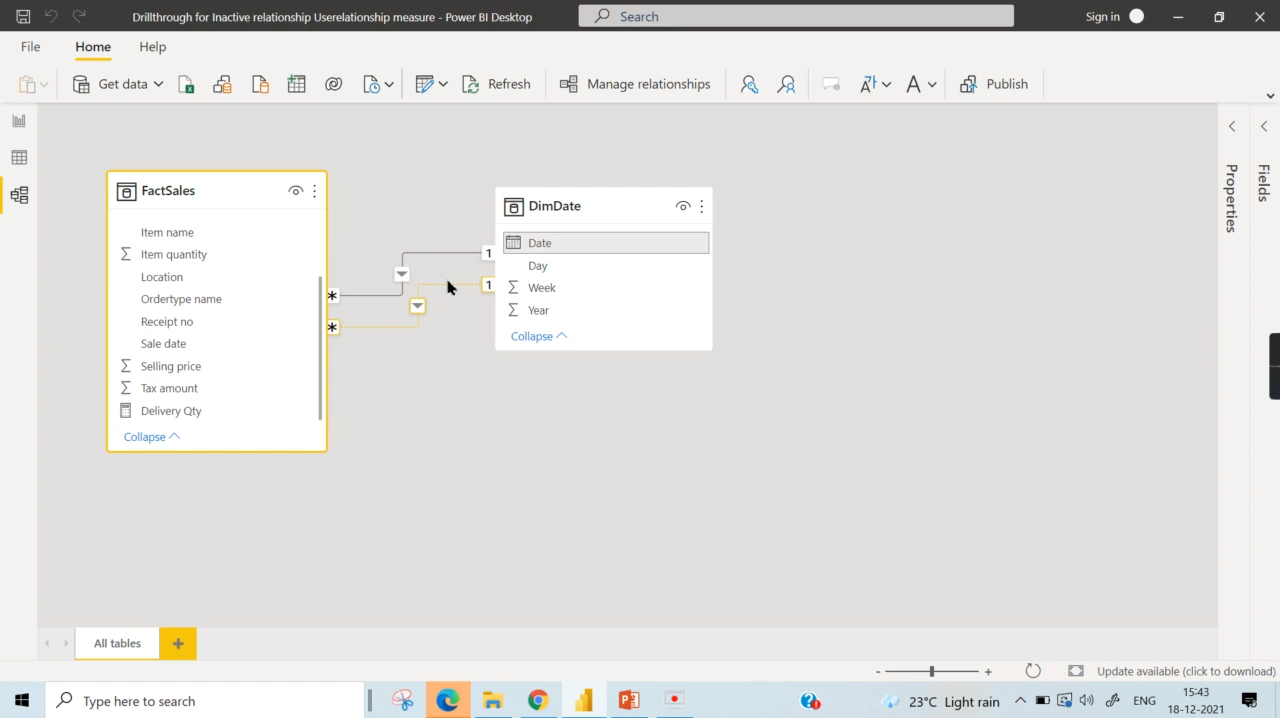 Drillthrough for Inactive relationship Userelationship measure - Power BI Desktop
Search
Sign in
File
Home
Help
Get data
Refresh
Manage relationships
Publish
FactSales
Item name
Item quantity
Location
Ordertype name
Receipt no
Sale date
Selling price
Tax amount
Delivery Qty
Collapse
1
1
*
*
DimDate
Date
Day
Week
Year
Collapse
Properties
Fields
All tables
+
- +
Update available (click to download)
Type here to search
23°C Light rain
ENG
15:43
18-12-2021